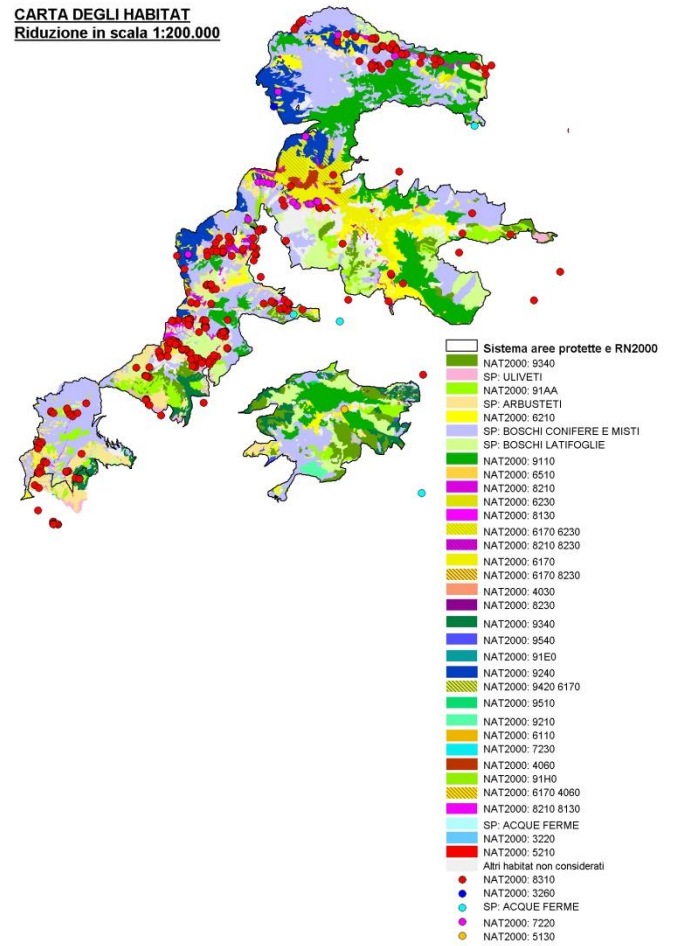 CARTA DEGLI HABITAT
Riduzione in scala 1:200.000
Sistema aree protette e RN2000
NAT2000: 9340
SP: ULIVETI
NAT2000: 91AA
SP: ARBUSTETI
NAT2000: 6210
SP: BOSCHI CONIFERE E MISTI
SP: BOSCHI LATIFOGLIE
NAT2000: 9110
NAT2000: 6510
NAT2000: 8210
NAT2000: 6230
NAT2000: 8130
NAT2000: 6170 6230
NAT2000: 8210 8230
NAT2000: 6170
NAT2000: 6170 8230
NAT2000: 4030
NAT2000: 8230
NAT2000: 9340
NAT2000: 9540
NAT2000: 91E0
NAT2000: 9240
NAT2000: 9420 6170
NAT2000: 9510
NAT2000: 9210
NAT2000: 6110
NAT2000: 7230
NAT2000: 4060
NAT2000: 91H0
NAT2000: 6170 4060
NAT2000: 8210 8130
SP: ACQUE FERME
NAT2000: 3220
NAT2000: 5210
Altri habitat non considerati
NAT2000: 8310
NAT2000: 3260
SP: ACQUE FERME
NAT2000: 7220
NAT2000: 5130